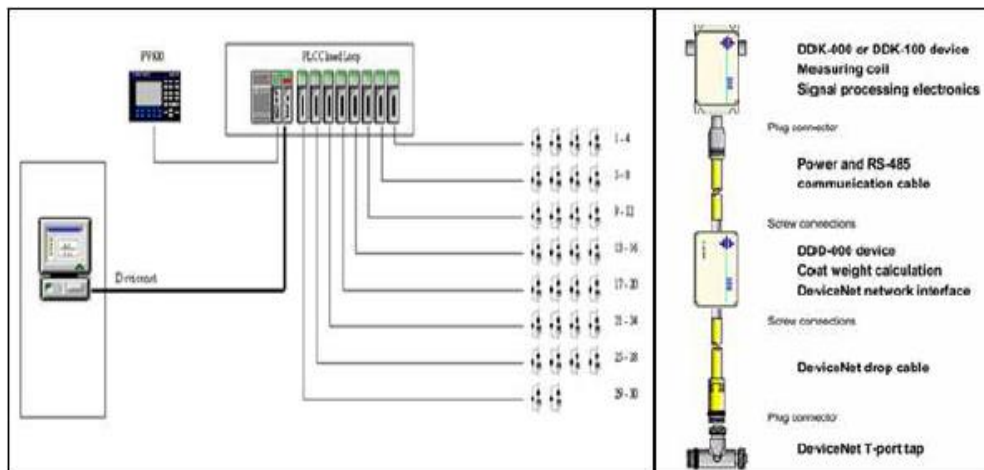 PV600
PLC Closed Loop
1 - 4
5 - 8
9 - 12
13 - 16
17 - 20
21 - 24
25 - 28
29 - 30
Devicenet
DDK-000 or DDK-100 device
Measuring coil
Signal processing electronics
Plug connector
Power and RS-485
communication cable
Screw connections
DDD-000 device
Coat weight calculation
DeviceNet network interface
Screw connections
DeviceNet drop cable
Plug connector
DeviceNet T-port tap